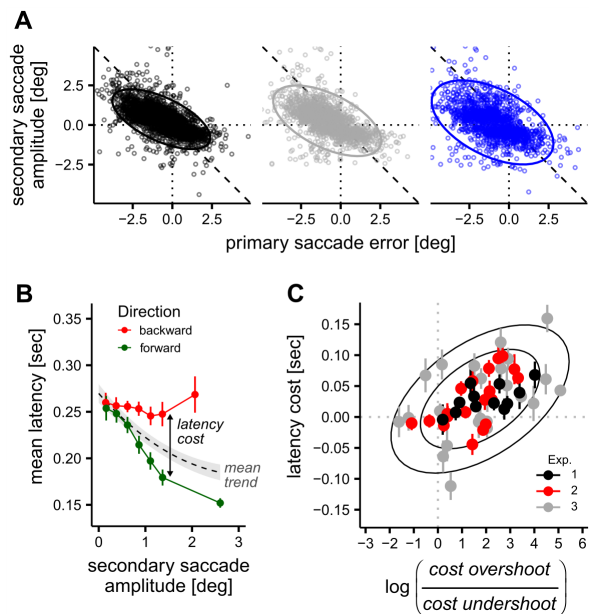 A
secondary saccade
amplitude [deg]
2.5
0.0
−2.5
−2.5 0.0 2.5
−2.5 0.0 2.5
−2.5 0.0 2.5
primary saccade error [deg]
B
mean latency [sec]
0.35
0.30
0.25
0.20
0.15
Direction
backward
forward
latency
cost
mean
trend
0 1 2 3
secondary saccade
amplitude [deg]
C
latency cost [sec]
0.15
0.10
0.05
0.00
−0.05
−0.10
−0.15
Exp.
1
2
3
−3 −2 −1 0 1 2 3 4 5 6
log ( cost overshoot
cost undershoot )